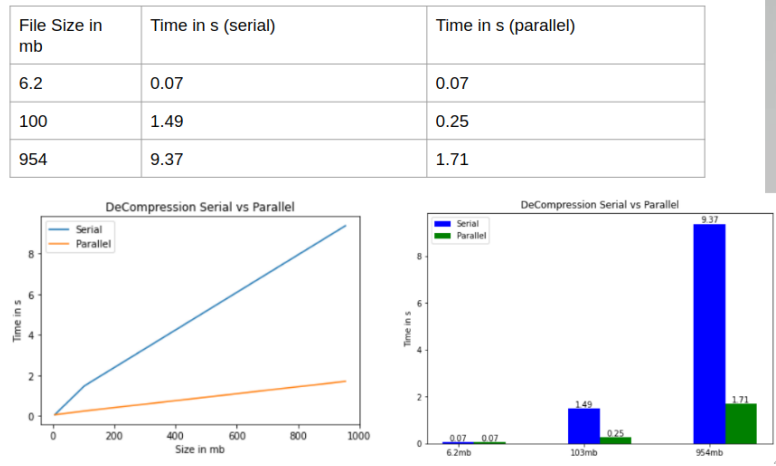 File Size in mb Time in s (serial) Time in s (parallel)
6.2 0.07 0.07
100 1.49 0.25
954 9.37 1.71
DeCompression Serial vs Parallel
Serial
Parallel
Time in s
8
6
4
2
0
0 200 400 600 800 1000
Size in mb
DeCompression Serial vs Parallel
Serial
Parallel
Time in s
8
6
4
2
0
0.07 0.07
1.49 0.25
9.37 1.71
6.2mb 103mb 954mb